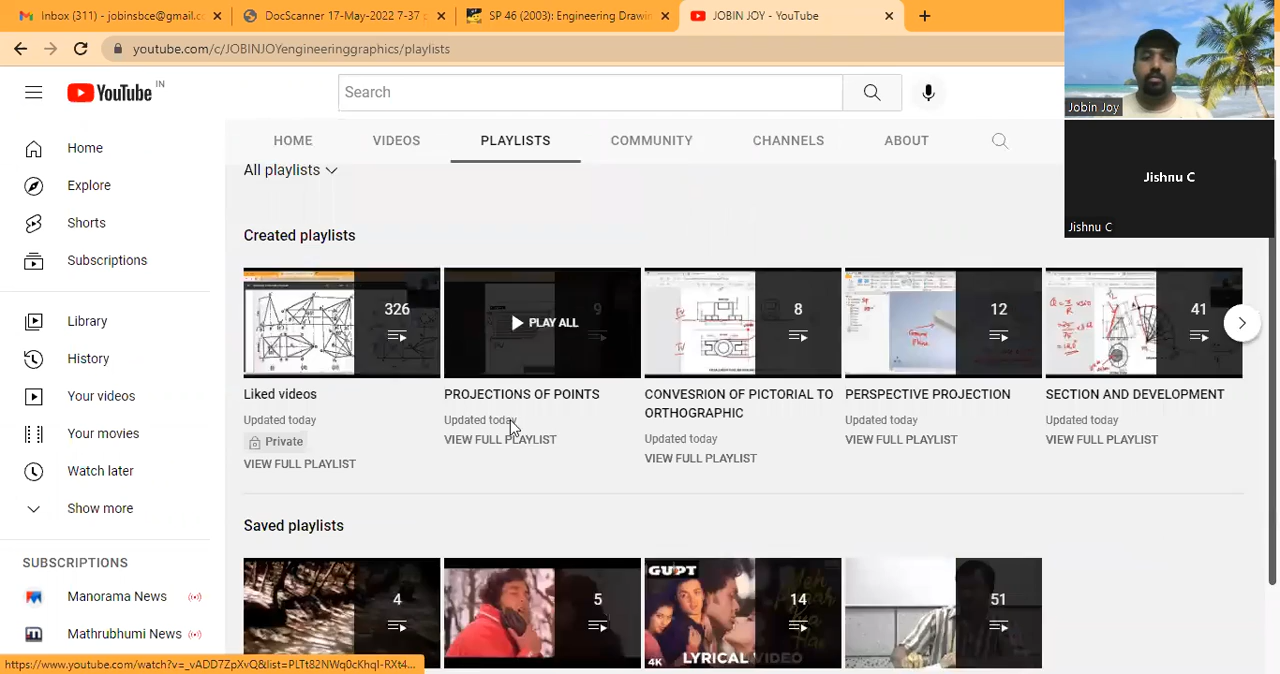 Inbox (311) - jobinsbce@gmail.co
DocScanner 17-May-2022 7-37 p
SP 46 (2003): Engineering Drawin
JOBIN JOY - YouTube
youtube.com/c/JOBINJOYengineeringgraphics/playlists
YouTube IN
Search
HOME VIDEOS PLAYLISTS COMMUNITY CHANNELS ABOUT
Jobin Joy
Jishnu C
Jishnu C
Home
Explore
Shorts
Subscriptions
Library
History
Your videos
Your movies
Watch later
Show more
SUBSCRIPTIONS
Manorama News
Mathrubhumi News
All playlists
Created playlists
326
Liked videos
Updated today
Private
VIEW FULL PLAYLIST
PLAY ALL
9
PROJECTIONS OF POINTS
Updated today
VIEW FULL PLAYLIST
8
CONVESRION OF PICTORIAL TO
ORTHOGRAPHIC
Updated today
VIEW FULL PLAYLIST
12
PERSPECTIVE PROJECTION
Updated today
VIEW FULL PLAYLIST
41
SECTION AND DEVELOPMENT
Updated today
VIEW FULL PLAYLIST
Saved playlists
4
5
GUPT
14
4K
LYRICAL VIDEO
51
https://www.youtube.com/watch?v=_vADD7ZpXvQ&list=PLTt82NWq0cKhqI-RXt4...